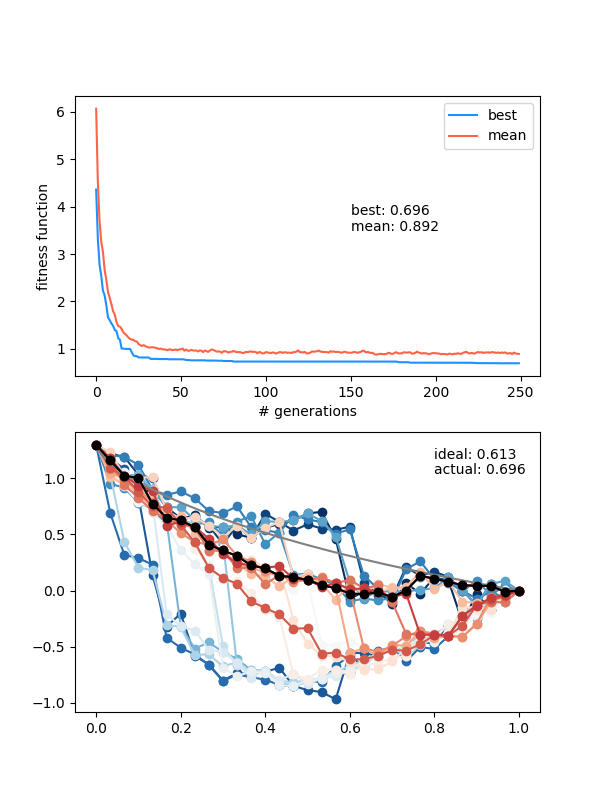 best
mean
6
5
4
3
2
1
fitness function
best: 0.696
mean: 0.892
0
50
100
150
200
250
# generations
ideal: 0.613
actual: 0.696
1.0
0.5
0.0
−0.5
−1.0
0.0
0.2
0.4
0.6
0.8
1.0